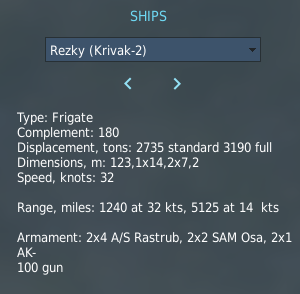 SHIPS
Rezky (Krivak-2)
Type: Frigate
Complement: 180
Displacement, tons: 2735 standard 3190 full
Dimensions, m: 123,1x14,2x7,2
Speed, knots: 32
Range, miles: 1240 at 32 kts, 5125 at 14 kts
Armament: 2x4 A/S Rastrub, 2x2 SAM Osa, 2x1
AK-
100 gun